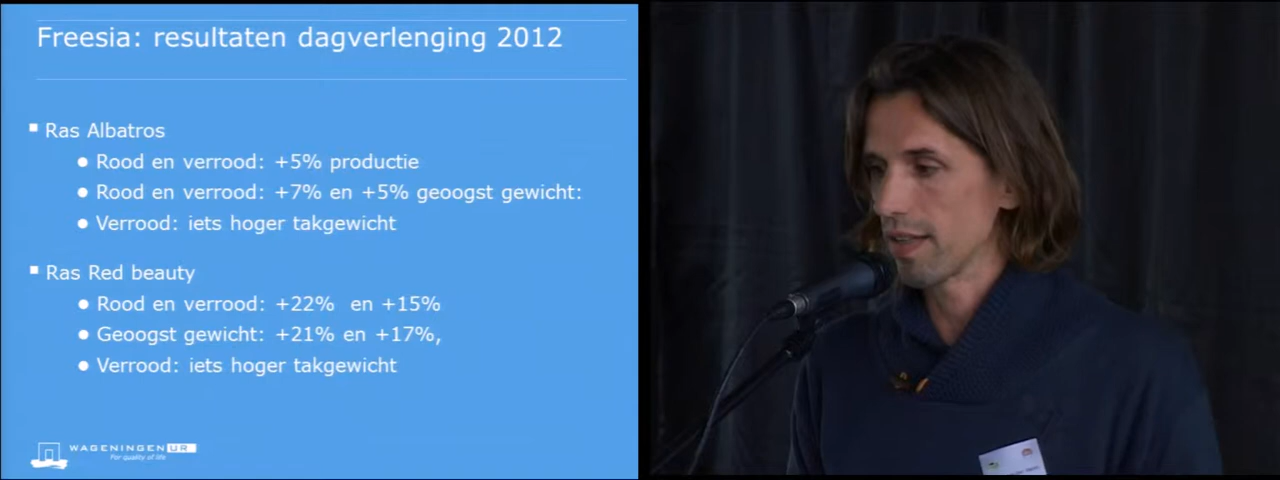 Freesia: resultaten dagverlenging 2012
Ras Albatros
Rood en verrood: +5% productie
Rood en verrood: +7% en +5% geoogst gewicht:
Verrood: iets hoger takgewicht
Ras Red beauty
Rood en verrood: +22% en +15%
Geoogst gewicht: +21% en +17%,
Verrood: iets hoger takgewicht
WAGENINGEN UR
For quality of life